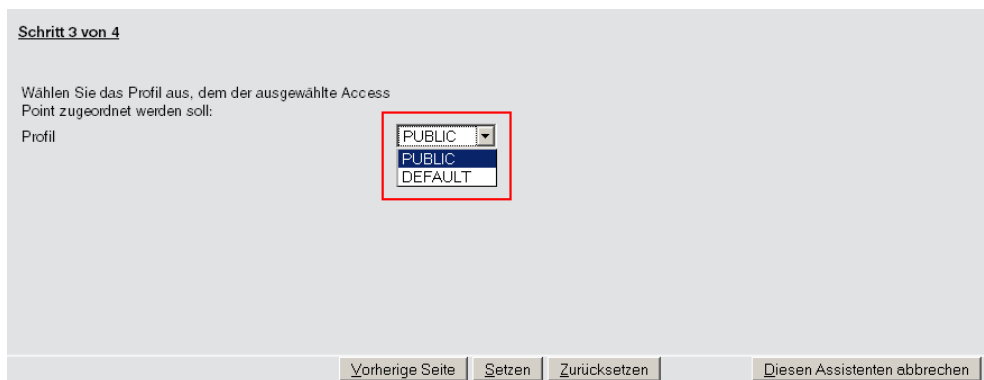 Schritt 3 von 4
Wählen Sie das Profil aus, dem der ausgewählte Access
Point zugeordnet werden soll:
Profil
PUBLIC
PUBLIC
DEFAULT
Vorherige Seite Setzen Zurücksetzen Diesen Assistenten abbrechen